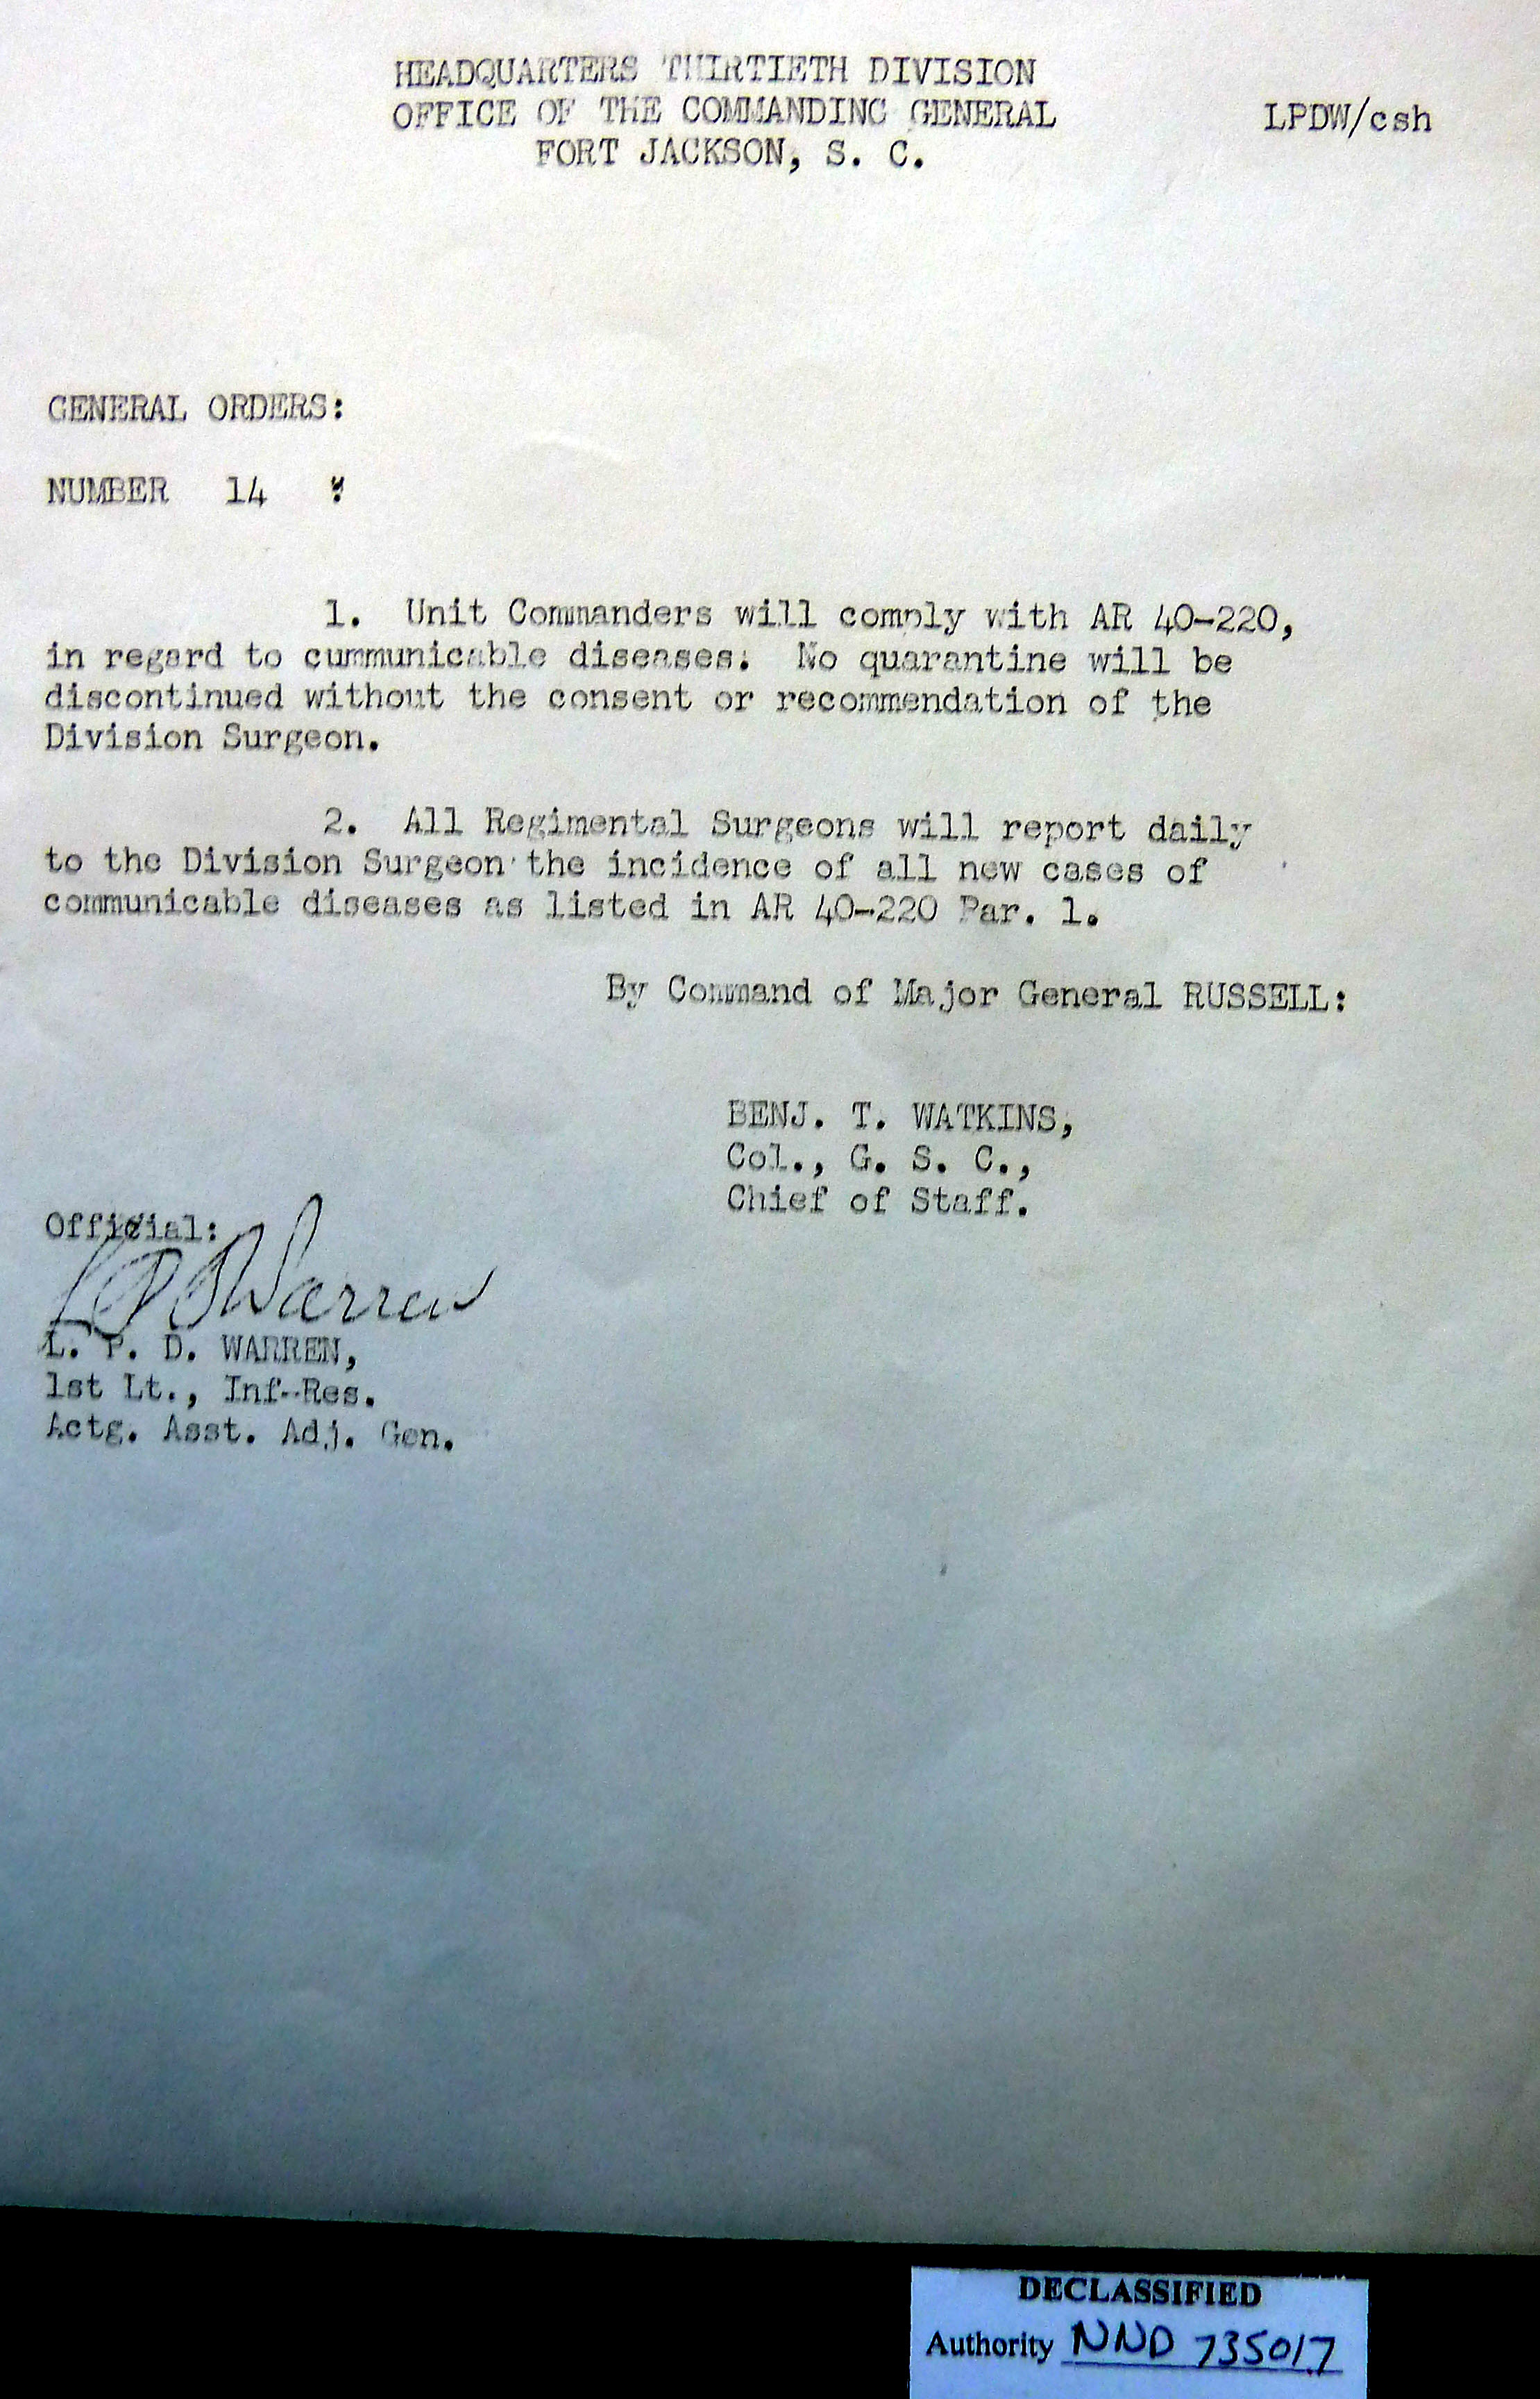 HEADQUARTERS THIRTIETH DIVISION
OFFICE OF THE COMMANDING GENERAL
LPDW/csh
FORT JACKSON, S. C.
GENERAL ORDERS:
NUMBER 14 :
1. Unit Commanders will comply with AR 40-220,
in regard to cummunicable diseases. No quarantine will be
discontinued without the consent or recommendation of the
Division Surgeon.
2. All Regimental Surgeons will report daily
to the Division Surgeon the incidence of all new cases of
communicable diseases as listed in AR 40-220 Par. 1.
By Command of Major General RUSSELL:
BENJ. T. WATKINS,
Col., G. S. C.,
Chief of Staff.
Official:
L P D Warren
L. P. D. WARREN,
1st Lt., Inf-Res.
Actg. Asst. Adj. Gen.
DECLASSIFIED
Authority NND 735017